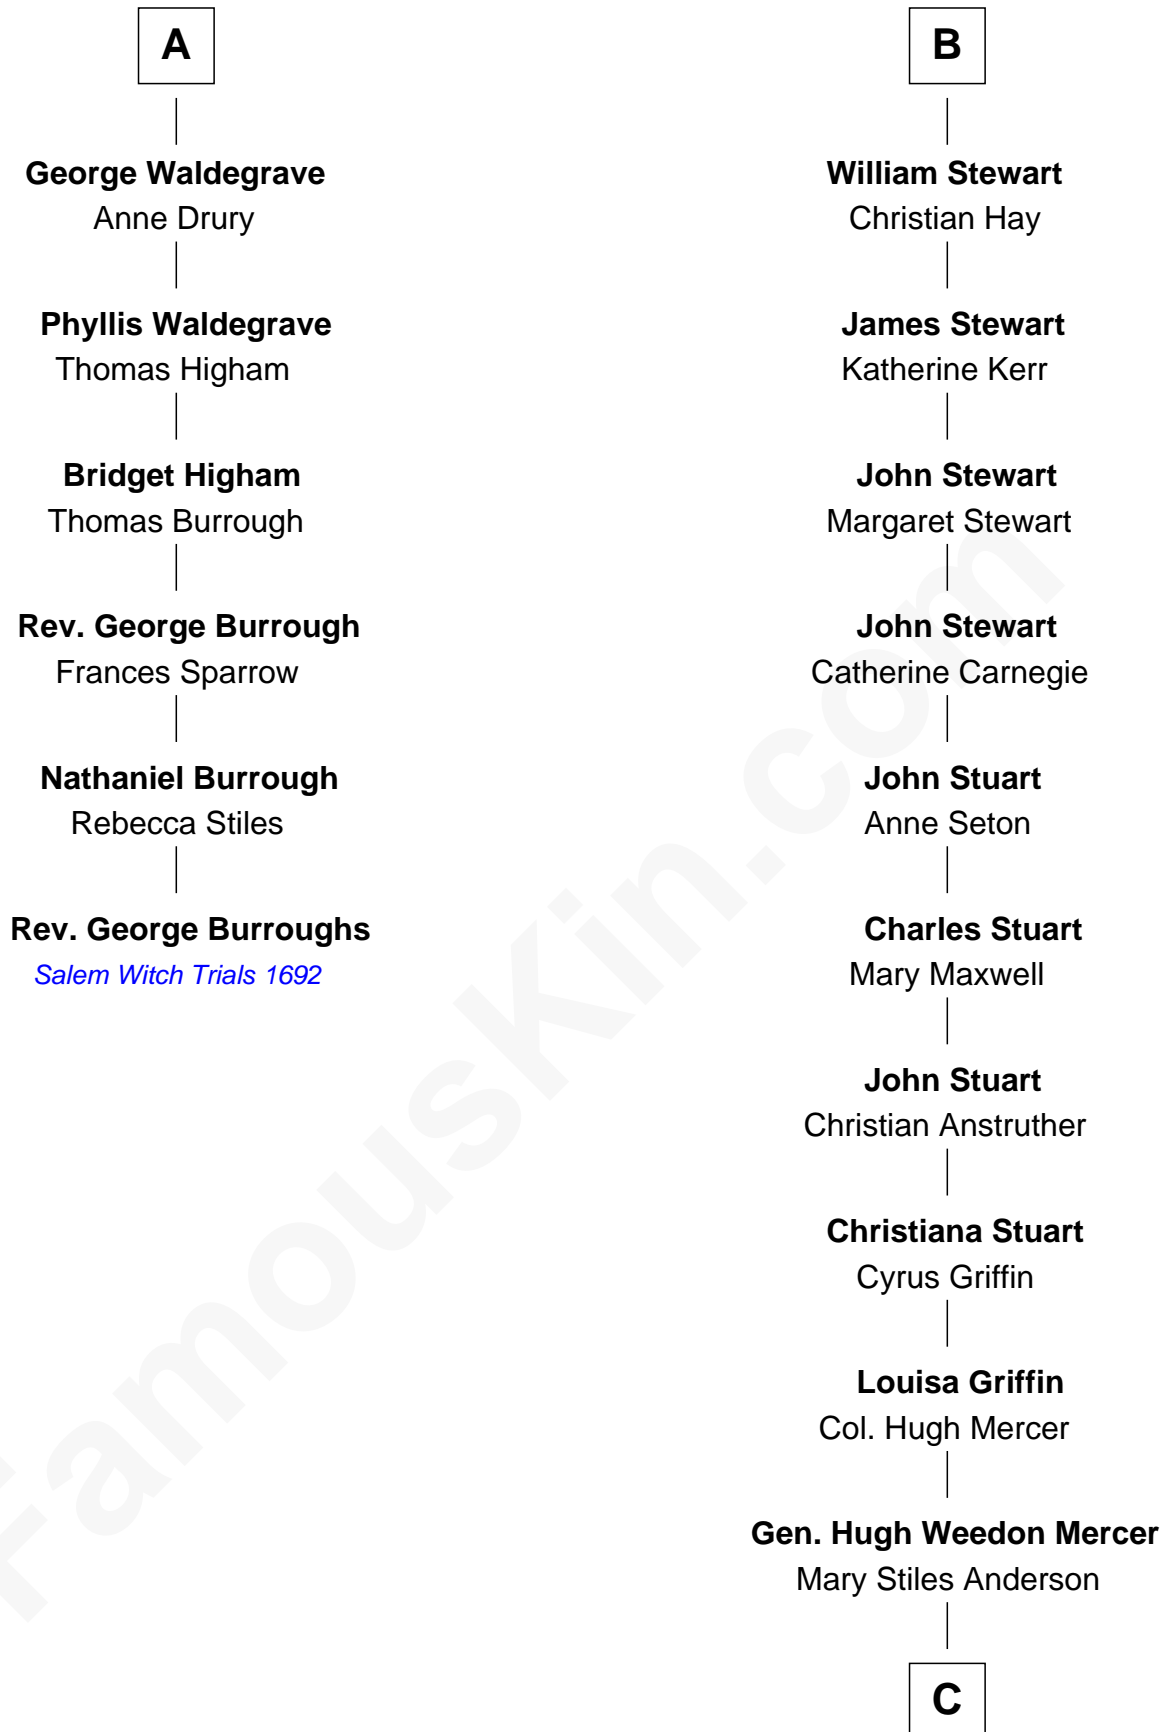 A
George Waldegrave
Anne Drury
Phyllis Waldegrave
Thomas Higham
Bridget Higham
Thomas Burrough
Rev. George Burrough
Frances Sparrow
Nathaniel Burrough
Rebecca Stiles
Rev. George Burroughs
Salem Witch Trials 1692
B
William Stewart
Christian Hay
James Stewart
Katherine Kerr
John Stewart
Margaret Stewart
John Stewart
Catherine Carnegie
John Stuart
Anne Seton
Charles Stuart
Mary Maxwell
John Stuart
Christian Anstruther
Christiana Stuart
Cyrus Griffin
Louisa Griffin
Col. Hugh Mercer
Gen. Hugh Weedon Mercer
Mary Stiles Anderson
C
FamousKin.com